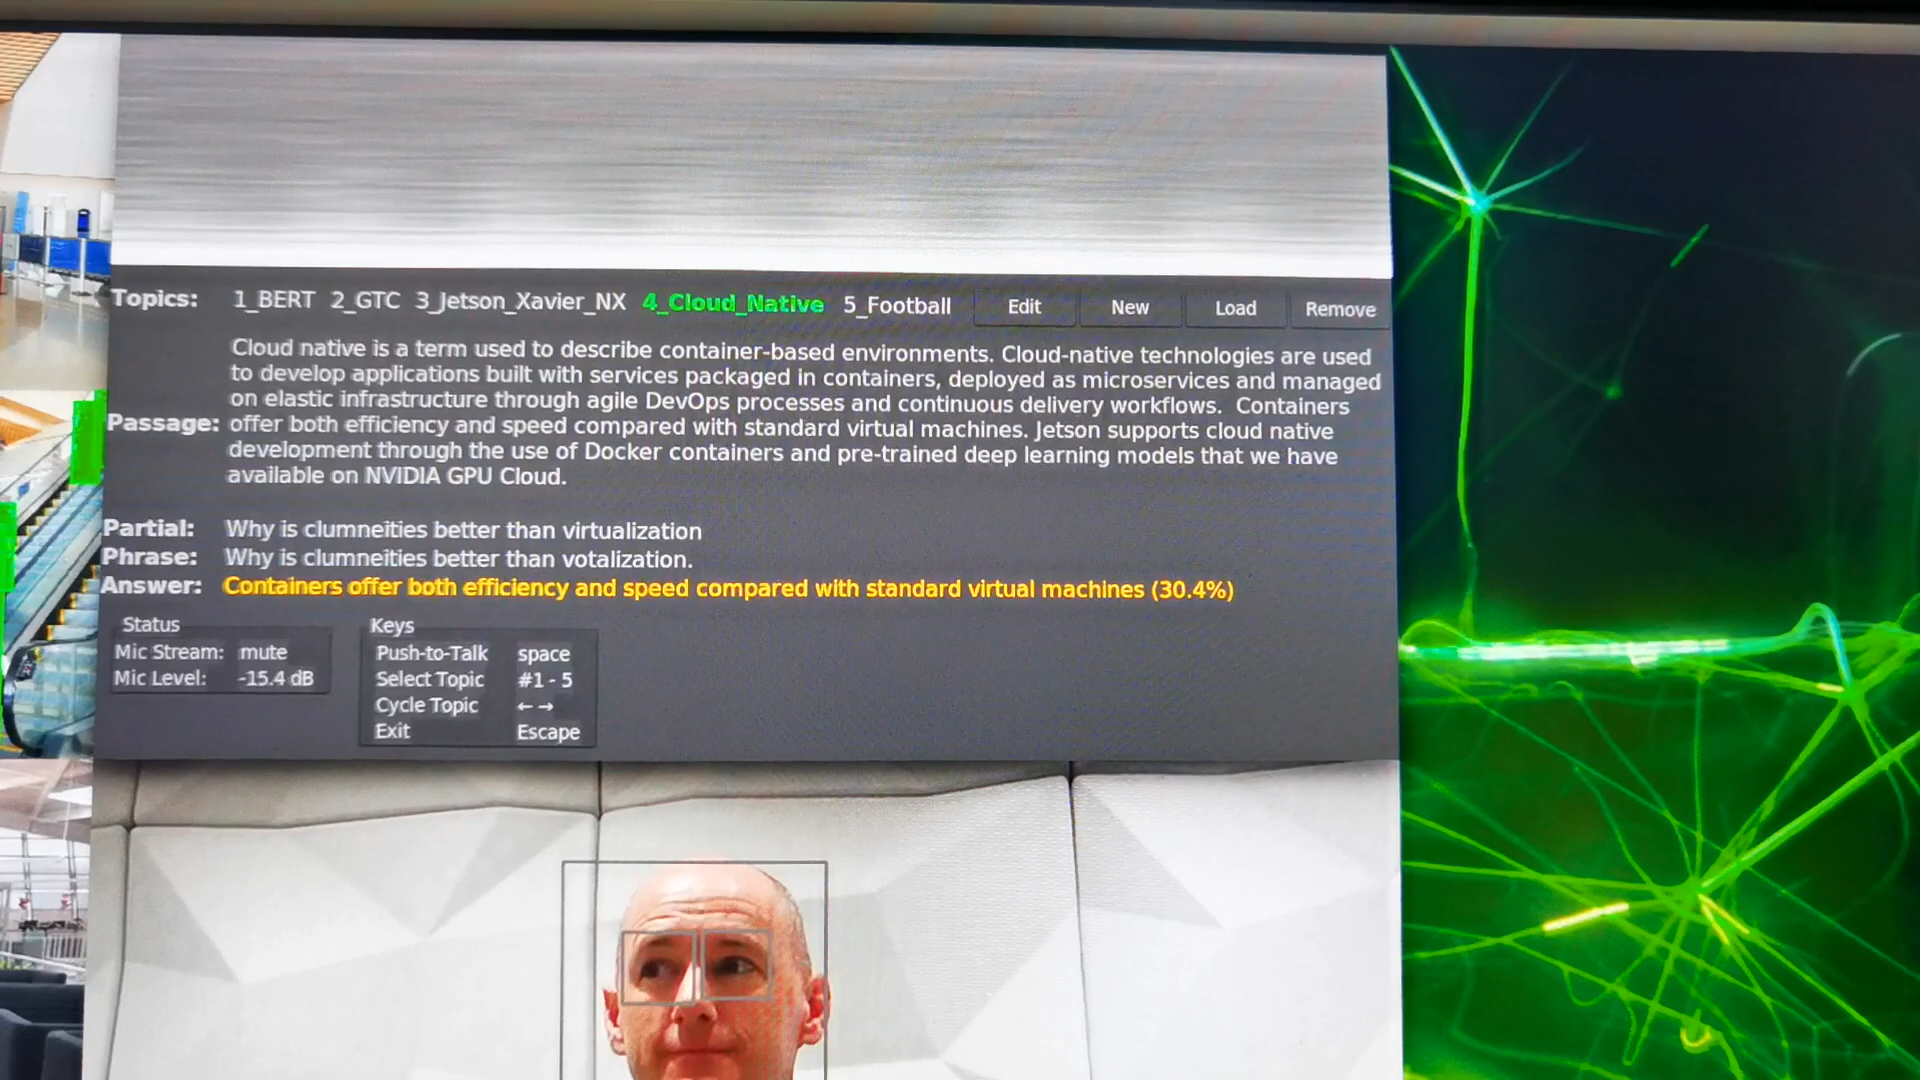 Topics: 1_BERT 2_GTC 3_Jetson_Xavier_NX 4_Cloud_Native 5_Football Edit New Load Remove
Cloud native is a term used to describe container-based environments. Cloud-native technologies are used
to develop applications built with services packaged in containers, deployed as microservices and managed
on elastic infrastructure through agile DevOps processes and continuous delivery workflows. Containers
Passage: offer both efficiency and speed compared with standard virtual machines. Jetson supports cloud native
development through the use of Docker containers and pre-trained deep learning models that we have
available on NVIDIA GPU Cloud.
Partial: Why is clumneities better than virtualization
Phrase: Why is clumneities better than votalization.
Answer: Containers offer both efficiency and speed compared with standard virtual machines (30.4%)
Status
Mic Stream: mute
Mic Level: -15.4 dB
Keys
Push-to-Talk space
Select Topic #1 - 5
Cycle Topic ←→
Exit Escape